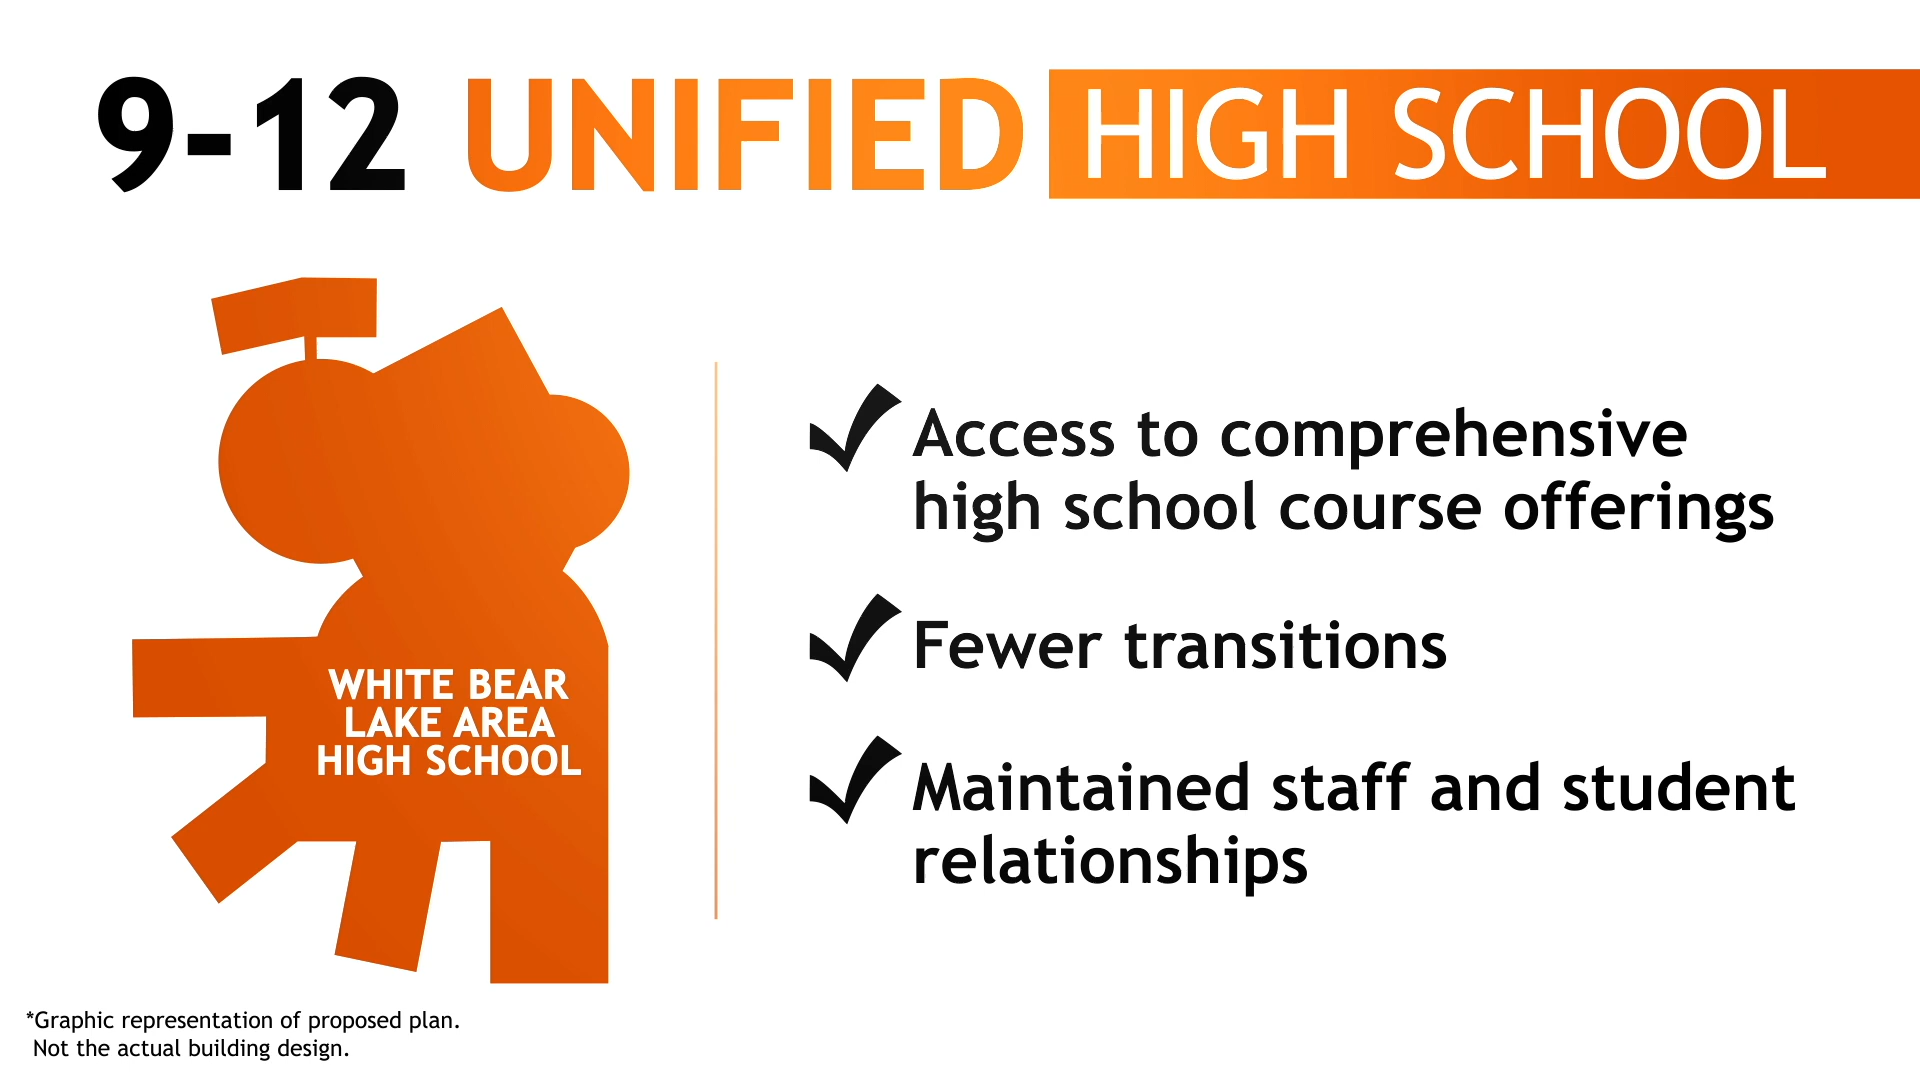 9-12 UNIFIED HIGH SCHOOL
WHITE BEAR
LAKE AREA
HIGH SCHOOL
Access to comprehensive
high school course offerings
Fewer transitions
Maintained staff and student
relationships
*Graphic representation of proposed plan.
Not the actual building design.